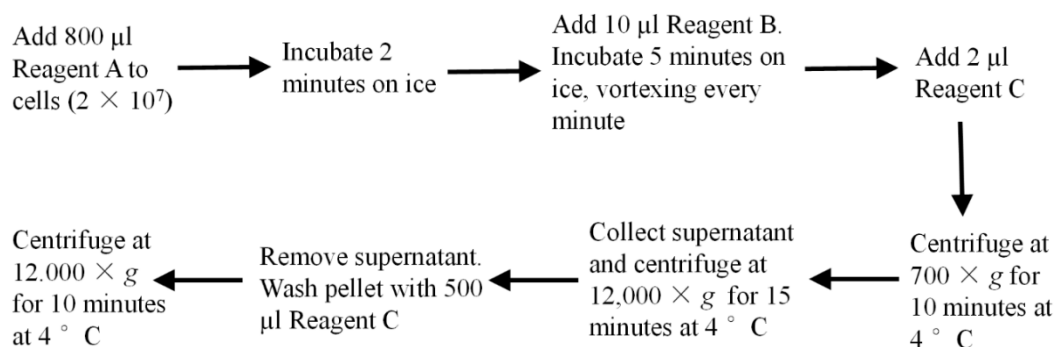 Add 800 μl
Reagent A to
cells (2 × 10⁷)
Incubate 2
minutes on ice
Add 10 μl Reagent B.
Incubate 5 minutes on
ice, vortexing every
minute
Add 2 μl
Reagent C
Centrifuge at
700 × g for
10 minutes at
4 ° C
Collect supernatant
and centrifuge at
12,000 × g for 15
minutes at 4 ° C
Remove supernatant.
Wash pellet with 500
μl Reagent C
Centrifuge at
12.000 × g
for 10 minutes
at 4 ° C